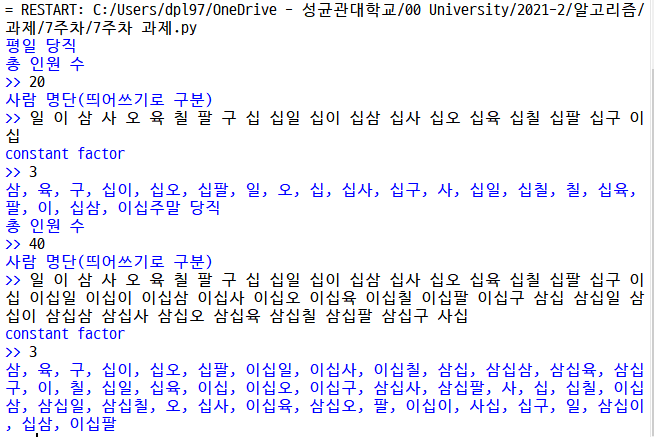 = RESTART: C:/Users/dpl97/OneDrive - 성균관대학교/00 University/2021-2/알고리즘/
과제/7주차/7주차 과제.py
평일 당직
총 인원 수
>> 20
사람 명단(띄어쓰기로 구분)
>> 일 이 삼 사 오 육 칠 팔 구 십 십일 십이 십삼 십사 십오 십육 십칠 십팔 십구 이
십
constant factor
>> 3
삼, 육, 구, 십이, 십오, 십팔, 일, 오, 십, 십사, 십구, 사, 십일, 십칠, 칠, 십육,
팔, 이, 십삼, 이십주말 당직
총 인원 수
>> 40
사람 명단(띄어쓰기로 구분)
>> 일 이 삼 사 오 육 칠 팔 구 십 십일 십이 십삼 십사 십오 십육 십칠 십팔 십구 이
십 이십일 이십이 이십삼 이십사 이십오 이십육 이십칠 이십팔 이십구 삼십 삼십일 삼
십이 삼십삼 삼십사 삼십오 삼십육 삼십칠 삼십팔 삼십구 사십
constant factor
>> 3
삼, 육, 구, 십이, 십오, 십팔, 이십일, 이십사, 이십칠, 삼십, 삼십삼, 삼십육, 삼십
구, 이, 칠, 십일, 십육, 이십, 이십오, 이십구, 삼십사, 삼십팔, 사, 십, 십칠, 이십
삼, 삼십일, 삼십칠, 오, 십사, 이십육, 삼십오, 팔, 이십이, 사십, 십구, 일, 삼십이
, 십삼, 이십팔